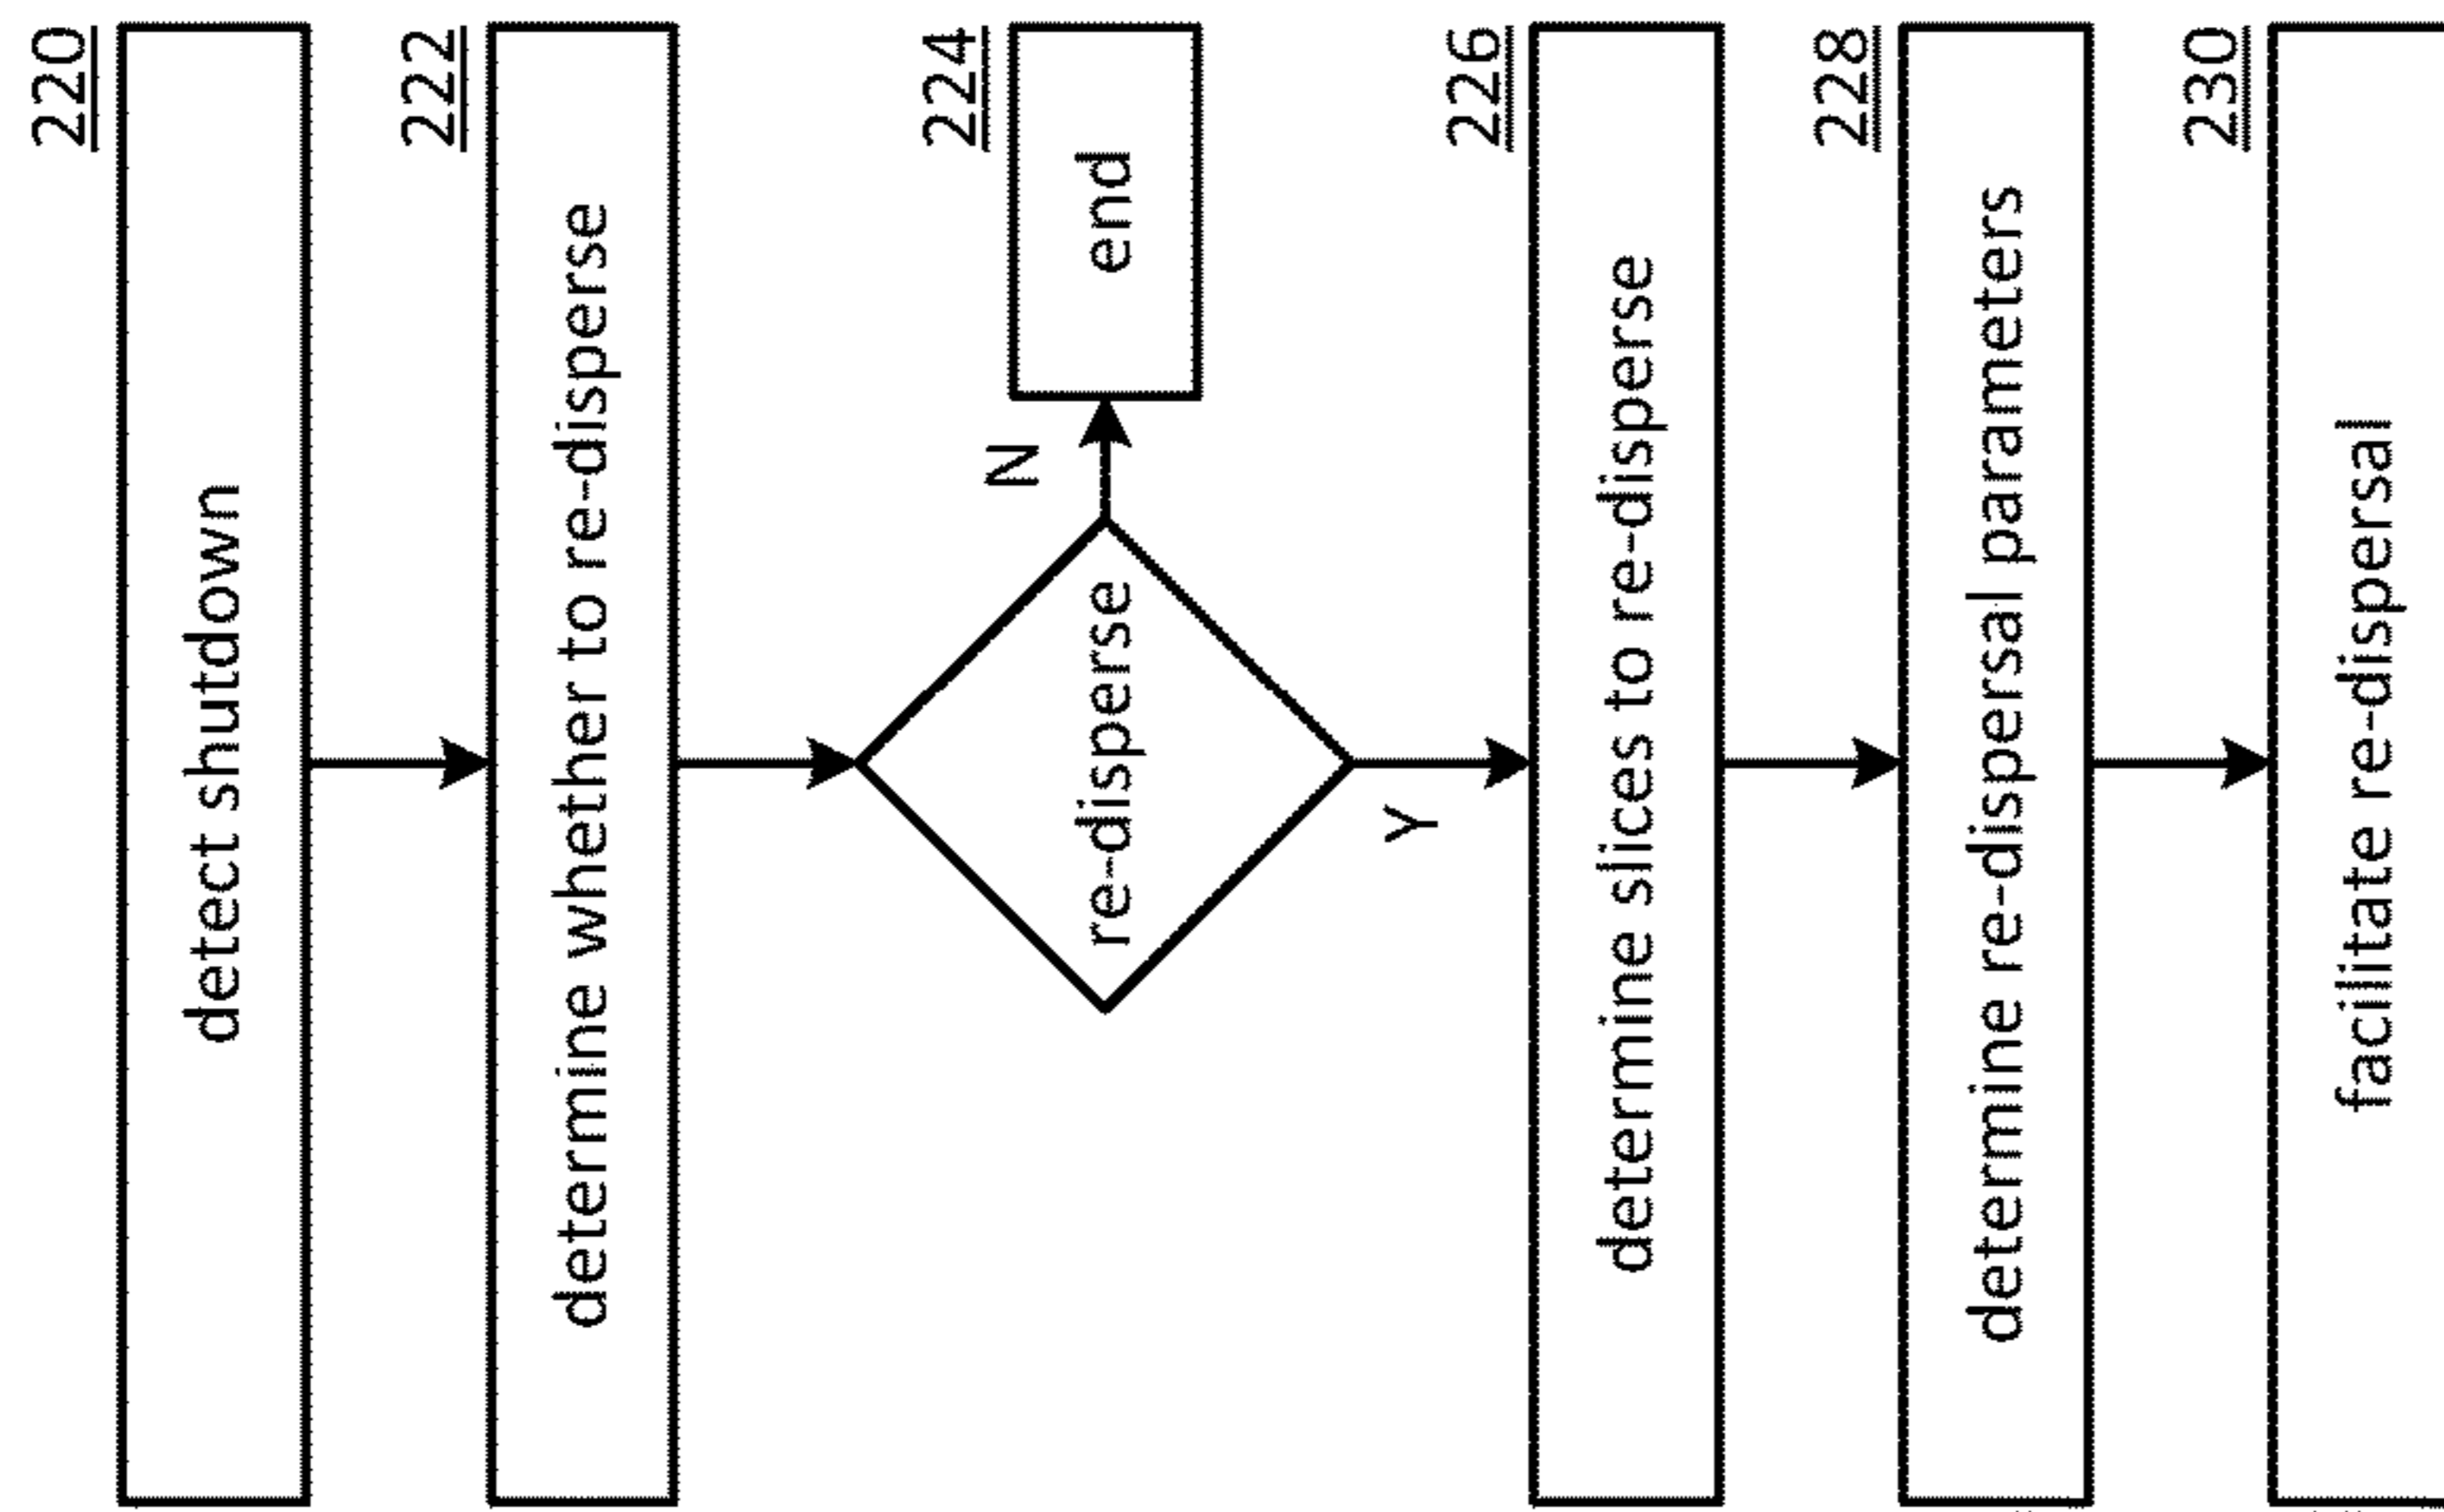 220
detect shutdown
222
determine whether to re-disperse
re-disperse
N
224
end
Y
226
determine slices to re-disperse
228
determine re-dispersal parameters
230
facilitate re-dispersal